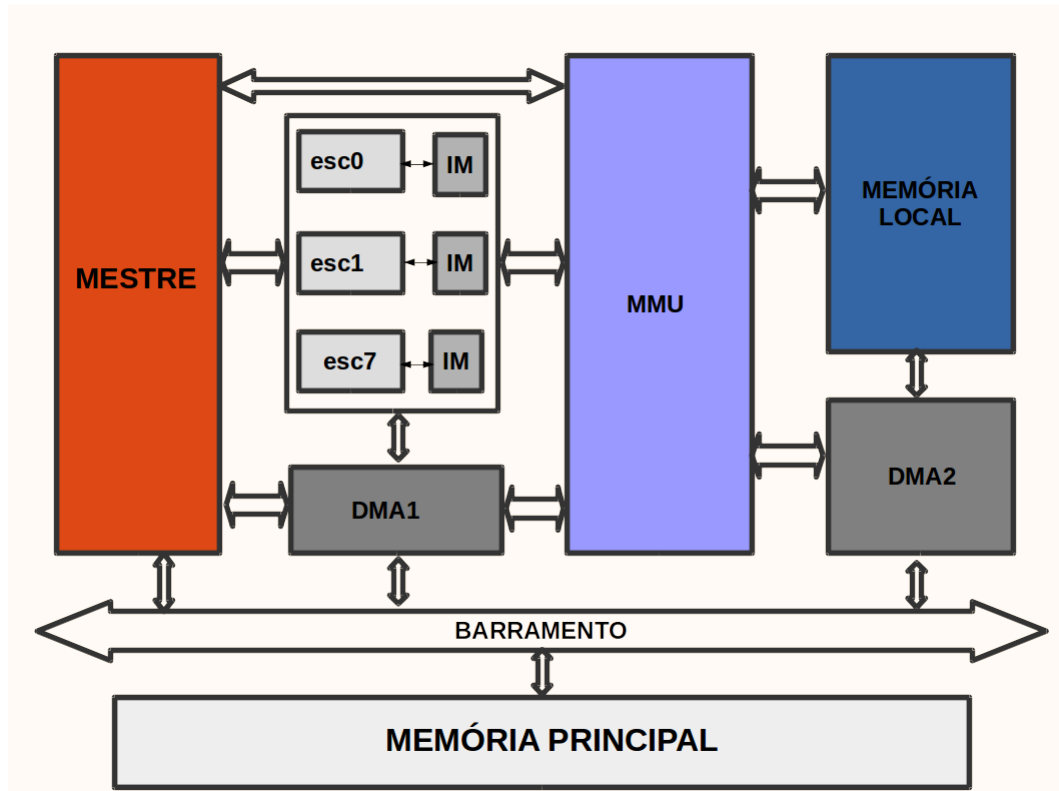 MESTRE
esc0
IM
esc1
IM
esc7
IM
DMA1
MMU
MEMÓRIA
LOCAL
DMA2
BARRAMENTO
MEMÓRIA PRINCIPAL